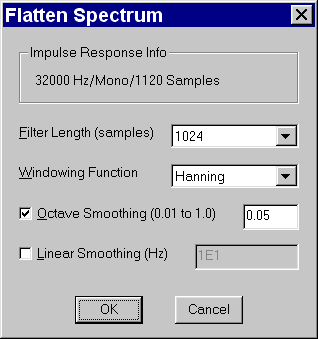 Flatten Spectrum
Impulse Response Info
32000 Hz/Mono/1120 Samples
Filter Length (samples) 1024
Windowing Function Hanning
Octave Smoothing (0.01 to 1.0) 0.05
Linear Smoothing (Hz) 1E1
OK Cancel